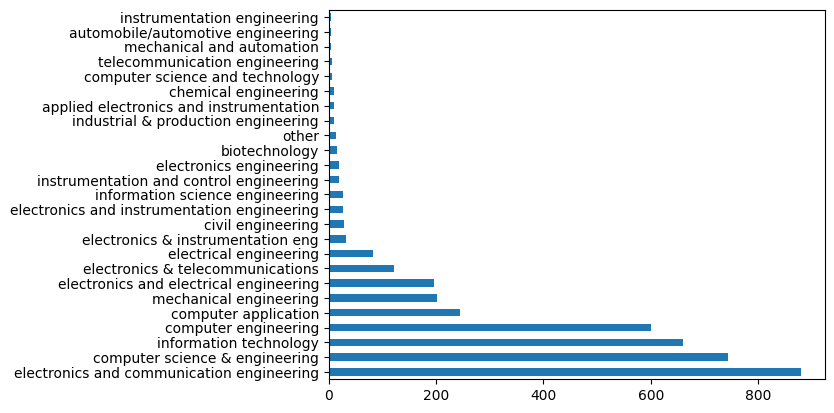 instrumentation engineering
automobile/automotive engineering
mechanical and automation
telecommunication engineering
computer science and technology
chemical engineering
applied electronics and instrumentation
industrial & production engineering
other
biotechnology
electronics engineering
instrumentation and control engineering
information science engineering
electronics and instrumentation engineering
civil engineering
electronics & instrumentation eng
electrical engineering
electronics & telecommunications
electronics and electrical engineering
mechanical engineering
computer application
computer engineering
information technology
computer science & engineering
electronics and communication engineering
0 200 400 600 800